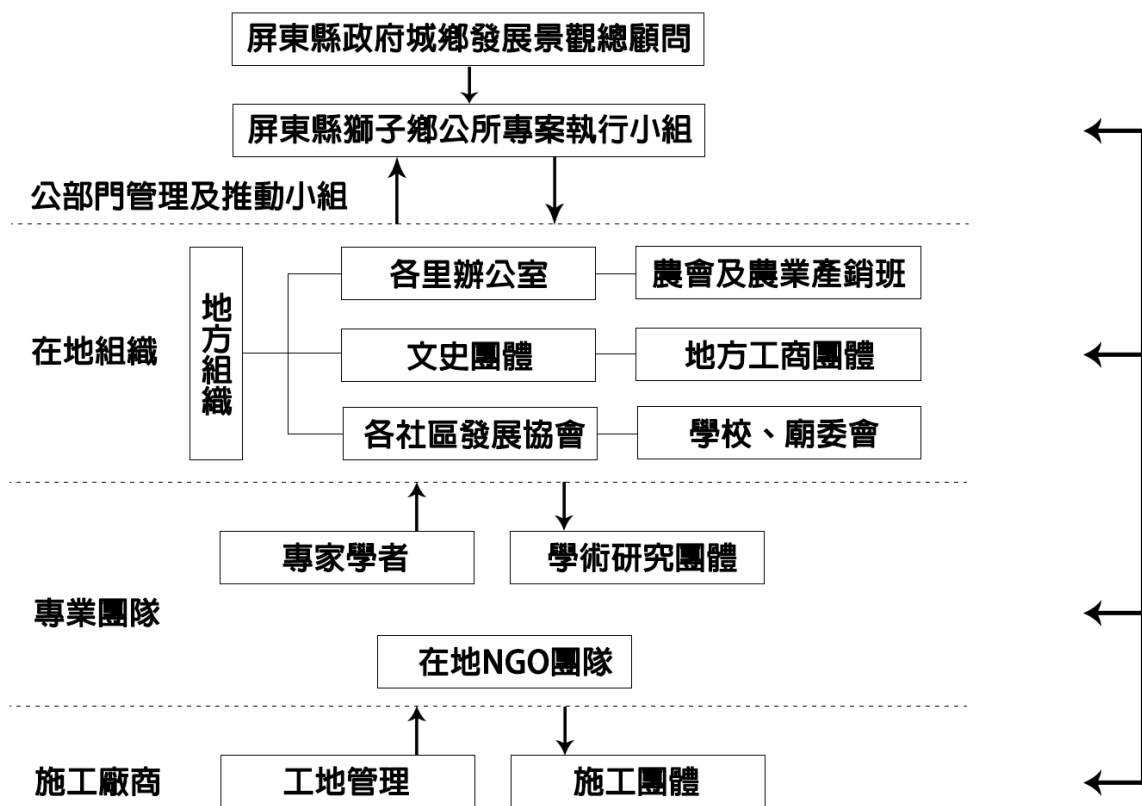 屏東縣政府城鄉發展景觀總顧問
屏東縣獅子鄉公所專案執行小組
公部門管理及推動小組
在地組織
地方組織
各里辦公室
農會及農業產銷班
文史團體
地方工商團體
各社區發展協會
學校、廟委會
專業團隊
專家學者
學術研究團體
在地NGO團隊
施工廠商
工地管理
施工團體